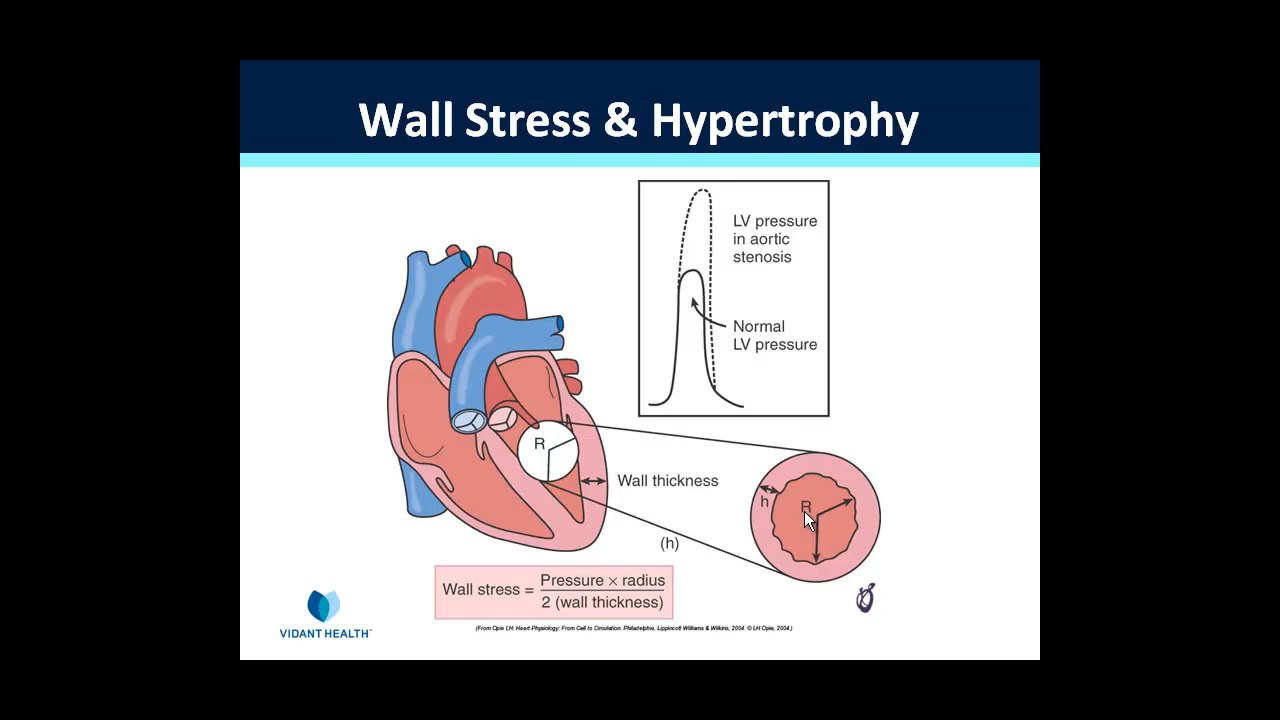 Wall Stress & Hypertrophy
LV pressure
in aortic
stenosis
Normal
LV pressure
R
Wall thickness
h
R
(h)
Wall stress = Pressure × radius
2 (wall thickness)
VIDANT HEALTH™
(From Opie LH: Heart Physiology: From Cell to Circulation. Philadelphia, Lippincott Williams & Wilkins, 2004. © LH Opie, 2004.)